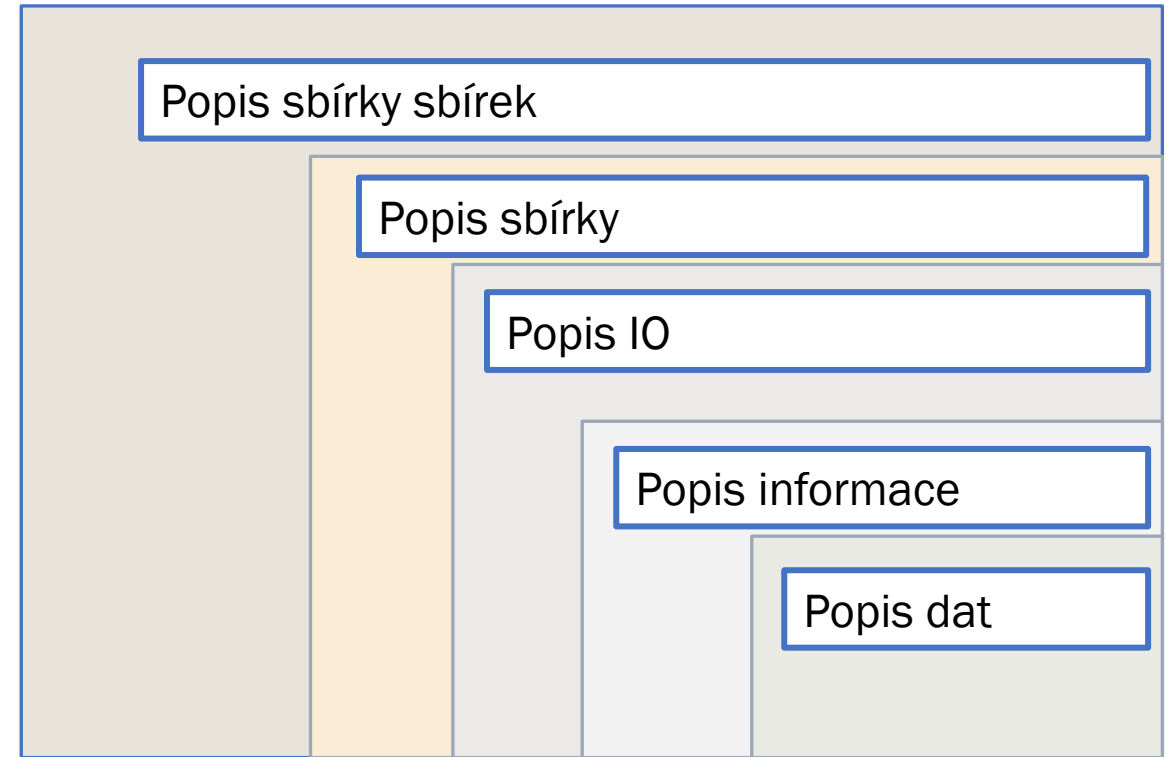 Popis sbírky sbírek
Popis sbírky
Popis IO
Popis informace
Popis dat